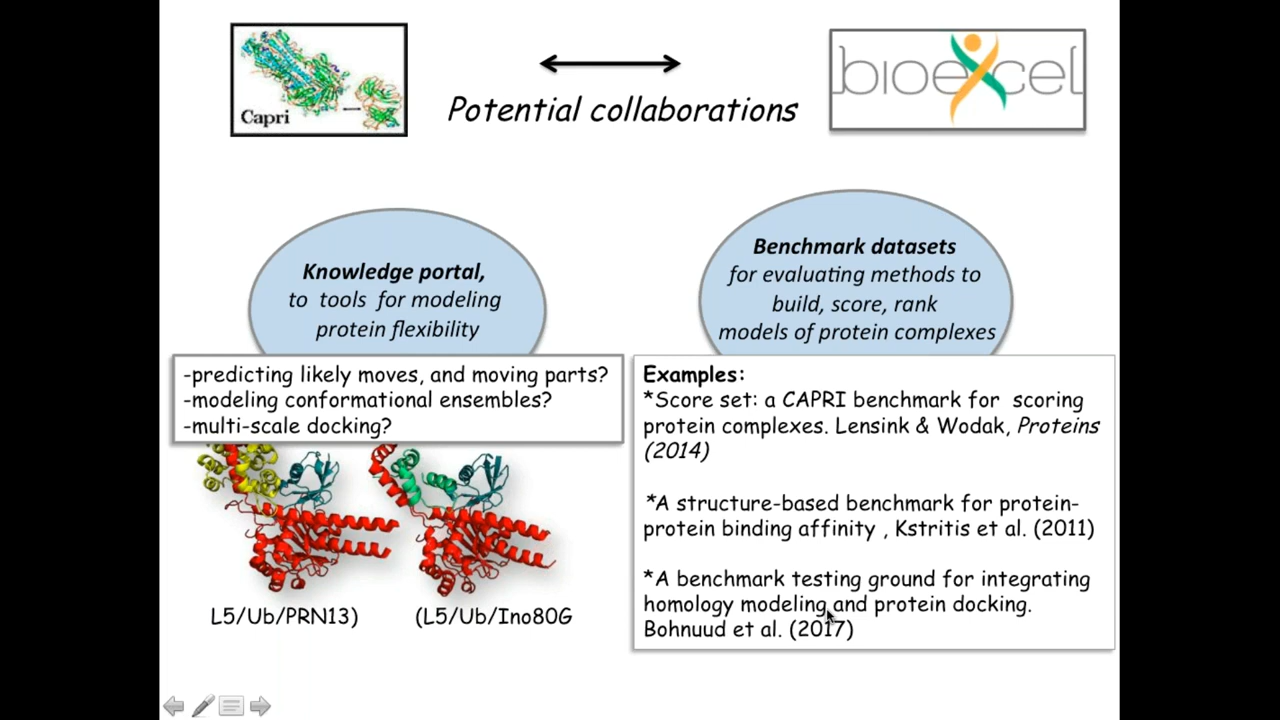 Capri
Potential collaborations
bioexcel
Knowledge portal,
to tools for modeling
protein flexibility
-predicting likely moves, and moving parts?
-modeling conformational ensembles?
-multi-scale docking?
L5/Ub/PRN13)
(L5/Ub/Ino80G
Benchmark datasets
for evaluating methods to
build, score, rank
models of protein complexes
Examples:
*Score set: a CAPRI benchmark for scoring
protein complexes. Lensink & Wodak, Proteins
(2014)
*A structure-based benchmark for protein-
protein binding affinity , Kstritis et al. (2011)
*A benchmark testing ground for integrating
homology modeling and protein docking.
Bohnuud et al. (2017)